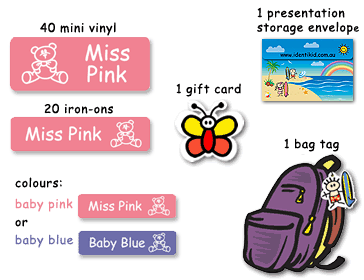 40 mini vinyl
Miss
Pink
20 iron-ons
Miss Pink
colours:
baby pink
Miss Pink
or
baby blue
Baby Blue
1 gift card
1 presentation
storage envelope
www.identikid.com.au
1 bag tag